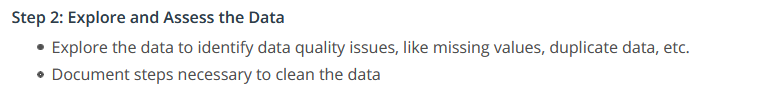 Step 2: Explore and Assess the Data
• Explore the data to identify data quality issues, like missing values, duplicate data, etc.
• Document steps necessary to clean the data